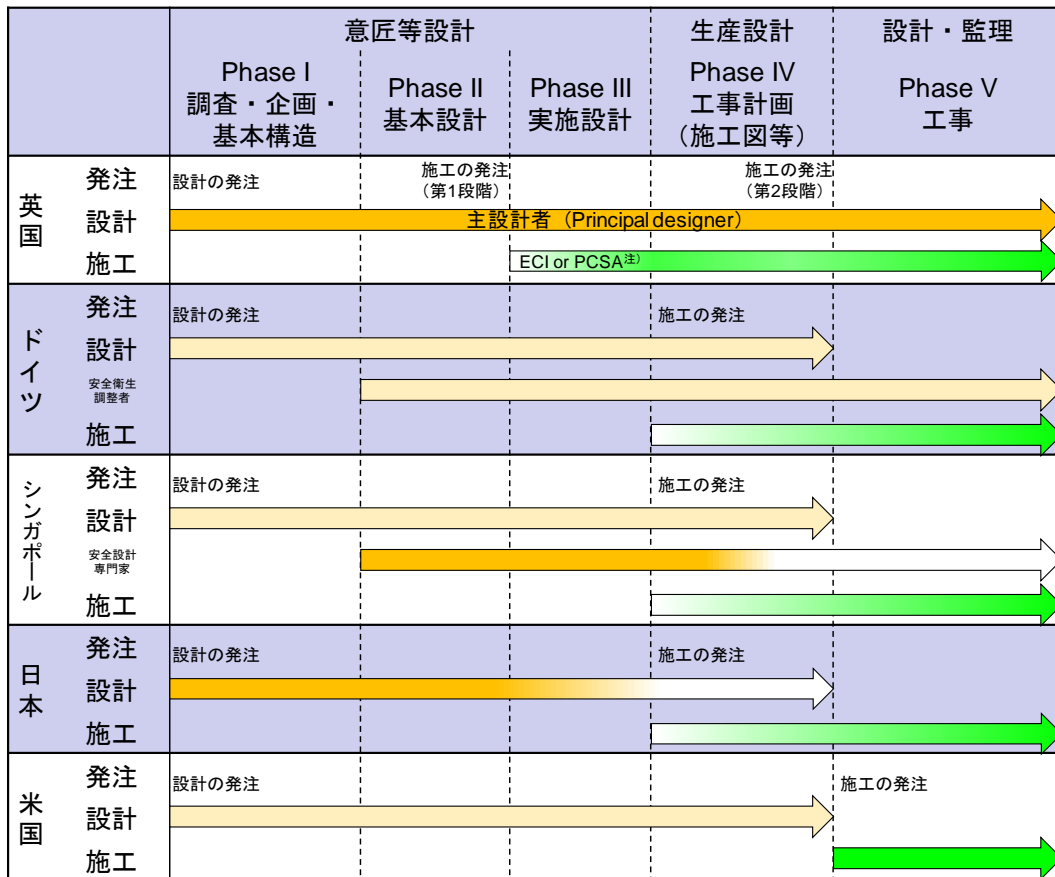 意匠等設計
生産設計
設計・監理
Phase I
調査・企画・
基本構造
Phase II
基本設計
Phase III
実施設計
Phase IV
工事計画
（施工図等）
Phase V
工事
英国
発注
設計の発注
施工の発注
（第1段階）
施工の発注
（第2段階）
設計
主設計者（Principal designer）
施工
ECI or PCSA注）
ドイツ
発注
設計の発注
施工の発注
設計
安全衛生
調整者
施工
シンガポール
発注
設計の発注
施工の発注
設計
安全設計
専門家
施工
日本
発注
設計の発注
施工の発注
設計
施工
米国
発注
設計の発注
施工の発注
設計
施工